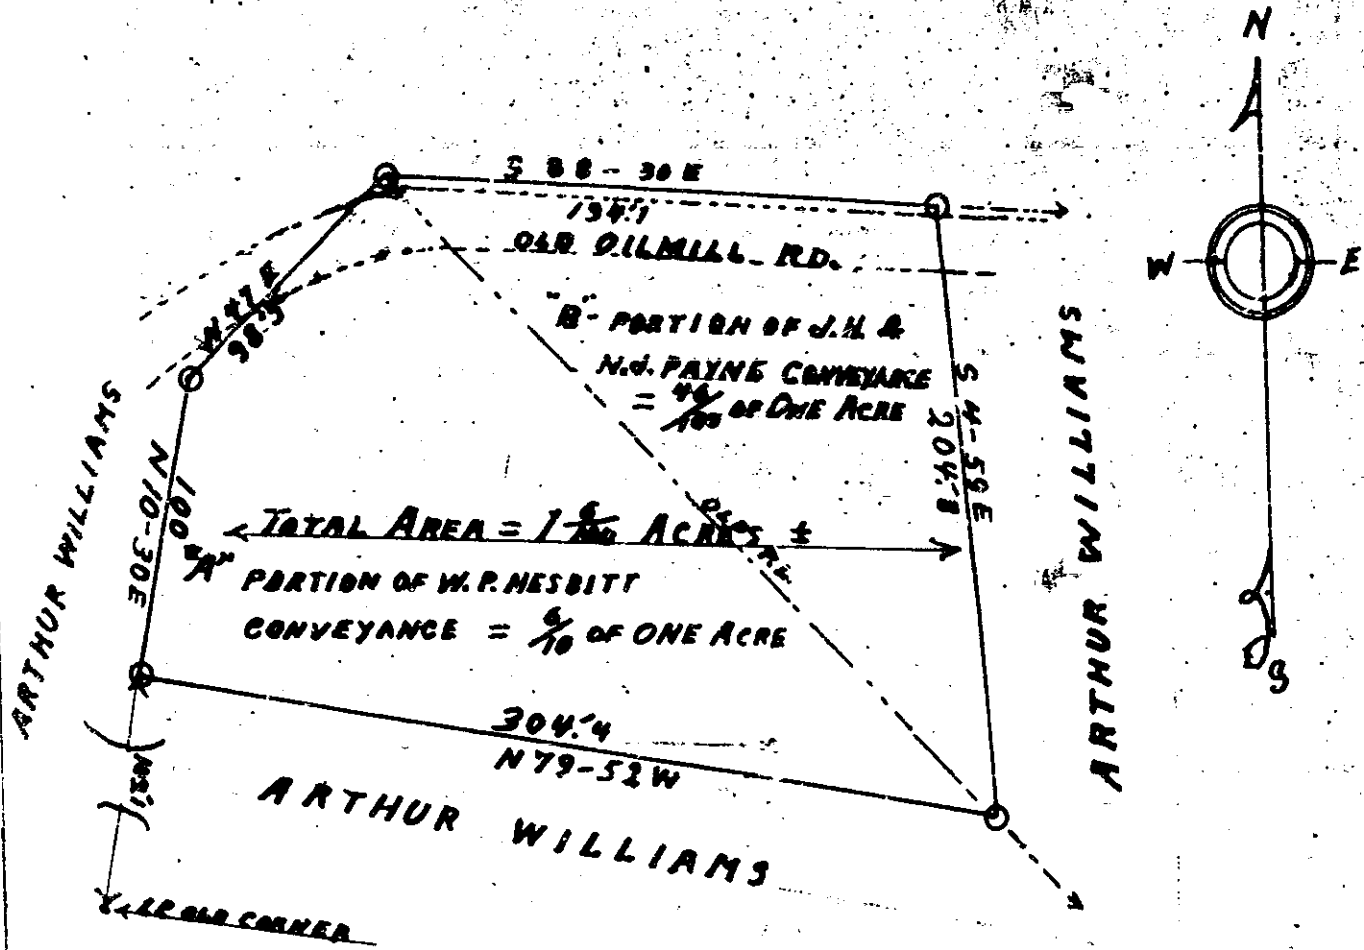 N
W
E
S
S 88-30 E
194.'1
OLD OILMILL RD.
N 47 E
98.'5
"B" PORTION OF J.H. &
N.J. PAYNE CONVEYANCE
= 46/100 OF ONE ACRE
S 4-59 E
204.'8
ARTHUR WILLIAMS
ARTHUR WILLIAMS
N 10-30E
100
TOTAL AREA = 1 6/100 ACRES ±
"A" PORTION OF W.P. NESBITT
CONVEYANCE = 6/10 OF ONE ACRE
304.'4
N 79-52 W
ARTHUR WILLIAMS
OLD CORNER